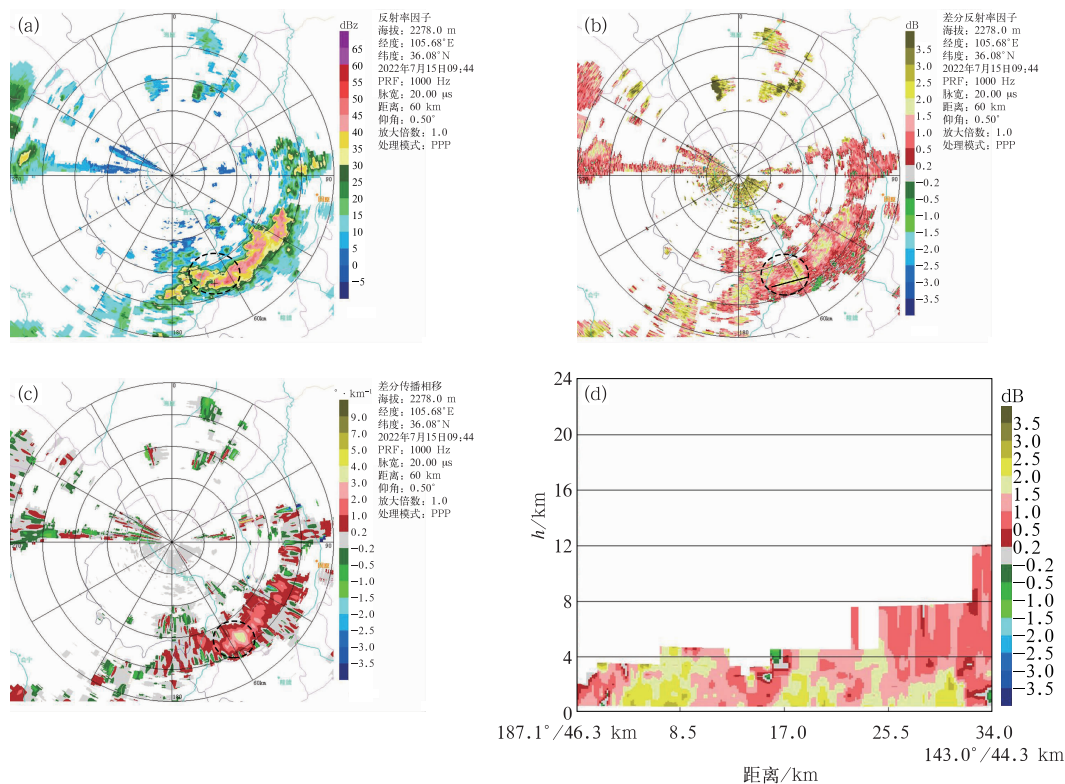 (a)
dBz
65
60
55
50
45
40
35
30
25
20
15
10
5
0
−5
反射率因子
海拔：2278.0 m
经度：105.68°E
纬度：36.08°N
2022年7月15日09:44
PRF：1000 Hz
脉宽：20.00 μs
距离：60 km
仰角：0.50°
放大倍数：1.0
处理模式：PPP
0
90
180
270
60km
(b)
dB
3.5
3.0
2.5
2.0
1.5
1.0
0.5
0.2
−0.2
−0.5
−1.0
−1.5
−2.0
−2.5
−3.0
−3.5
差分反射率因子
海拔：2278.0 m
经度：105.68°E
纬度：36.08°N
2022年7月15日09:44
PRF：1000 Hz
脉宽：20.00 μs
距离：60 km
仰角：0.50°
放大倍数：1.0
处理模式：PPP
0
90
180
60km
(c)
°·km⁻¹
9.0
7.0
5.0
4.0
3.0
2.0
1.0
0.2
−0.2
−0.5
−1.0
−1.5
−2.0
−2.5
−3.0
−3.5
差分传播相移
海拔：2278.0 m
经度：105.68°E
纬度：36.08°N
2022年7月15日09:44
PRF：1000 Hz
脉宽：20.00 μs
距离：60 km
仰角：0.50°
放大倍数：1.0
处理模式：PPP
0
90
180
60km
(d)
dB
3.5
3.0
2.5
2.0
1.5
1.0
0.5
0.2
−0.2
−0.5
−1.0
−1.5
−2.0
−2.5
−3.0
−3.5
h/km
24
20
16
12
8
4
0
187.1°/46.3 km
8.5
17.0
25.5
34.0
143.0°/44.3 km
距离/km